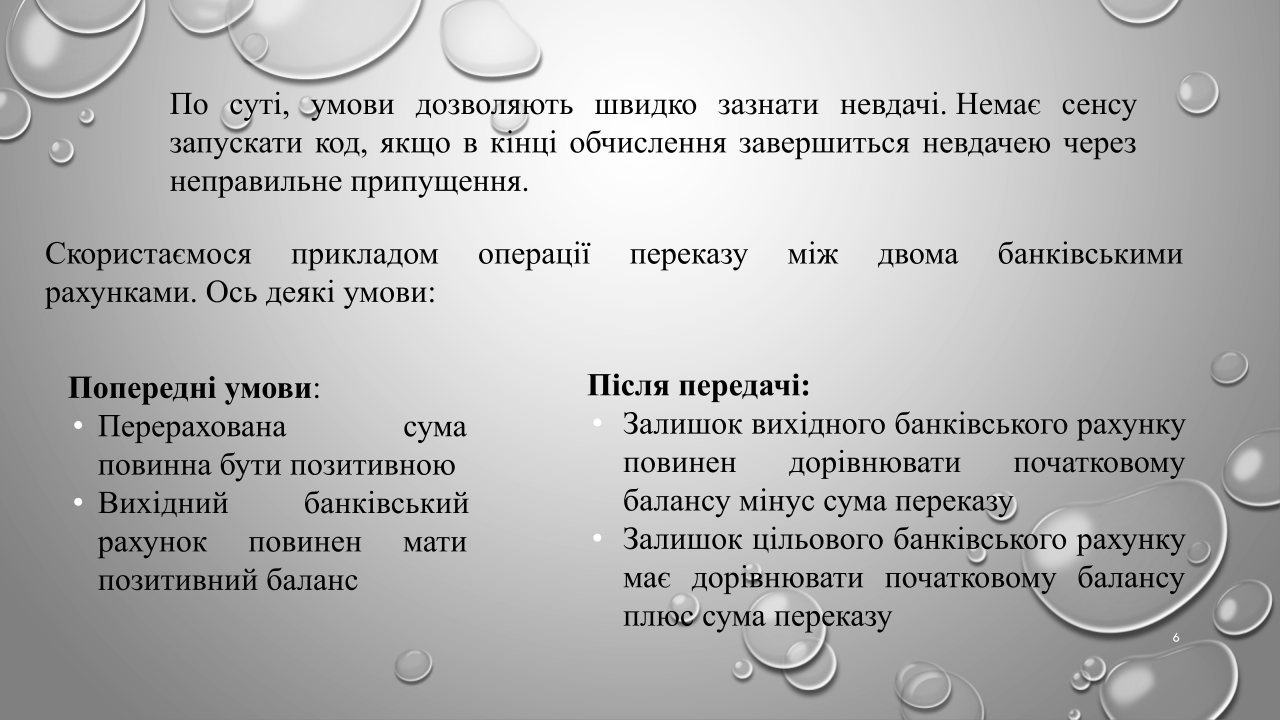 По суті, умови дозволяють швидко зазнати невдачі. Немає сенсу
запускати код, якщо в кінці обчислення завершиться невдачею через
неправильне припущення.
Скористаємося прикладом операції переказу між двома банківськими
рахунками. Ось деякі умови:
Попередні умови:
• Перерахована сума
повинна бути позитивною
• Вихідний банківський
рахунок повинен мати
позитивний баланс
Після передачі:
• Залишок вихідного банківського рахунку
повинен дорівнювати початковому
балансу мінус сума переказу
• Залишок цільового банківського рахунку
має дорівнювати початковому балансу
плюс сума переказу
6